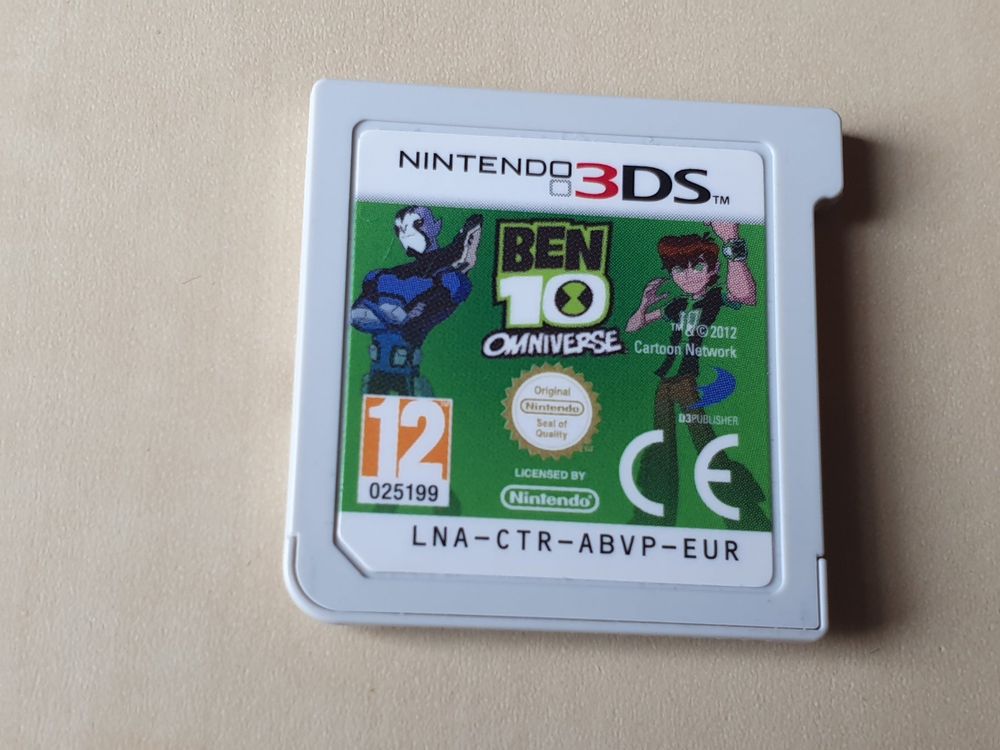 NINTENDO 3DS™
BEN
10
OMNIVERSE
™ & © 2012
Cartoon Network
Original
Nintendo
Seal of
Quality
D3PUBLISHER
12
025199
LICENSED BY
Nintendo®
CE
LNA-CTR-ABVP-EUR